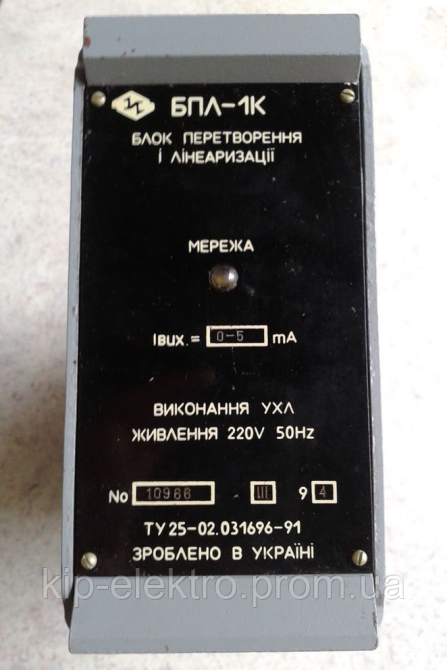 БПЛ-1К
БЛОК ПЕРЕТВОРЕННЯ
І ЛІНЕАРИЗАЦІЇ
МЕРЕЖА
Iвих.= 0-5 mA
ВИКОНАННЯ УХЛ
ЖИВЛЕННЯ 220V 50Hz
No 10966 III 9 4
ТУ 25-02.031696-91
ЗРОБЛЕНО В УКРАЇНІ
kip-elektro.prom.ua